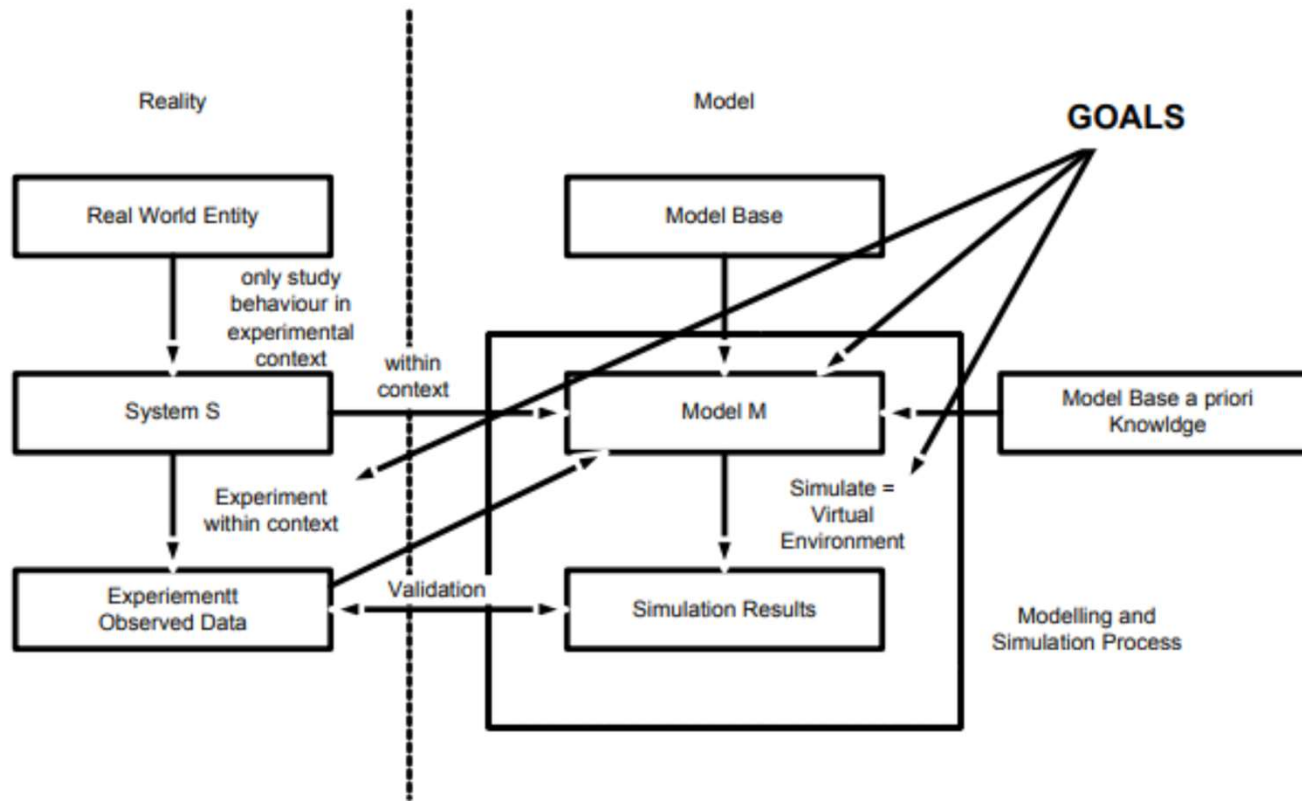 Reality
Model
GOALS
Real World Entity
Model Base
only study
behaviour in
experimental
context
within
context
System S
Model M
Model Base a priori
Knowldge
Experiment
within context
Simulate =
Virtual
Environment
Experiementt
Observed Data
Validation
Simulation Results
Modelling and
Simulation Process